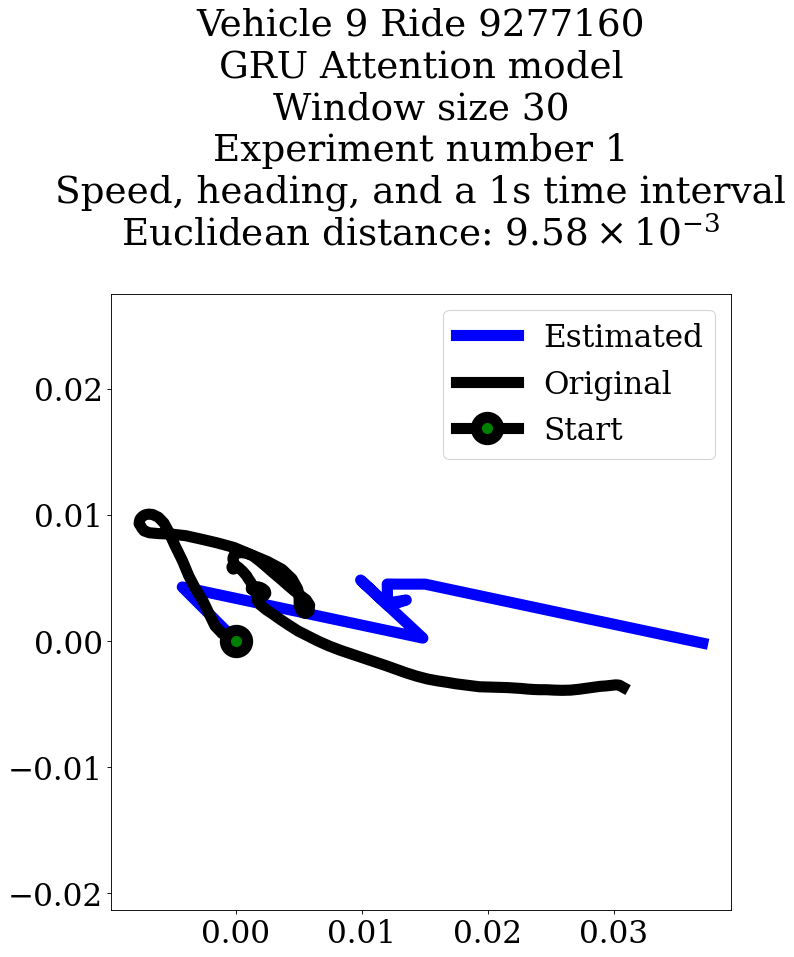 Vehicle 9 Ride 9277160
GRU Attention model
Window size 30
Experiment number 1
Speed, heading, and a 1s time interval
Euclidean distance: 9.58 × 10⁻³
Estimated
Original
Start
0.02
0.01
0.00
−0.01
−0.02
0.00 0.01 0.02 0.03